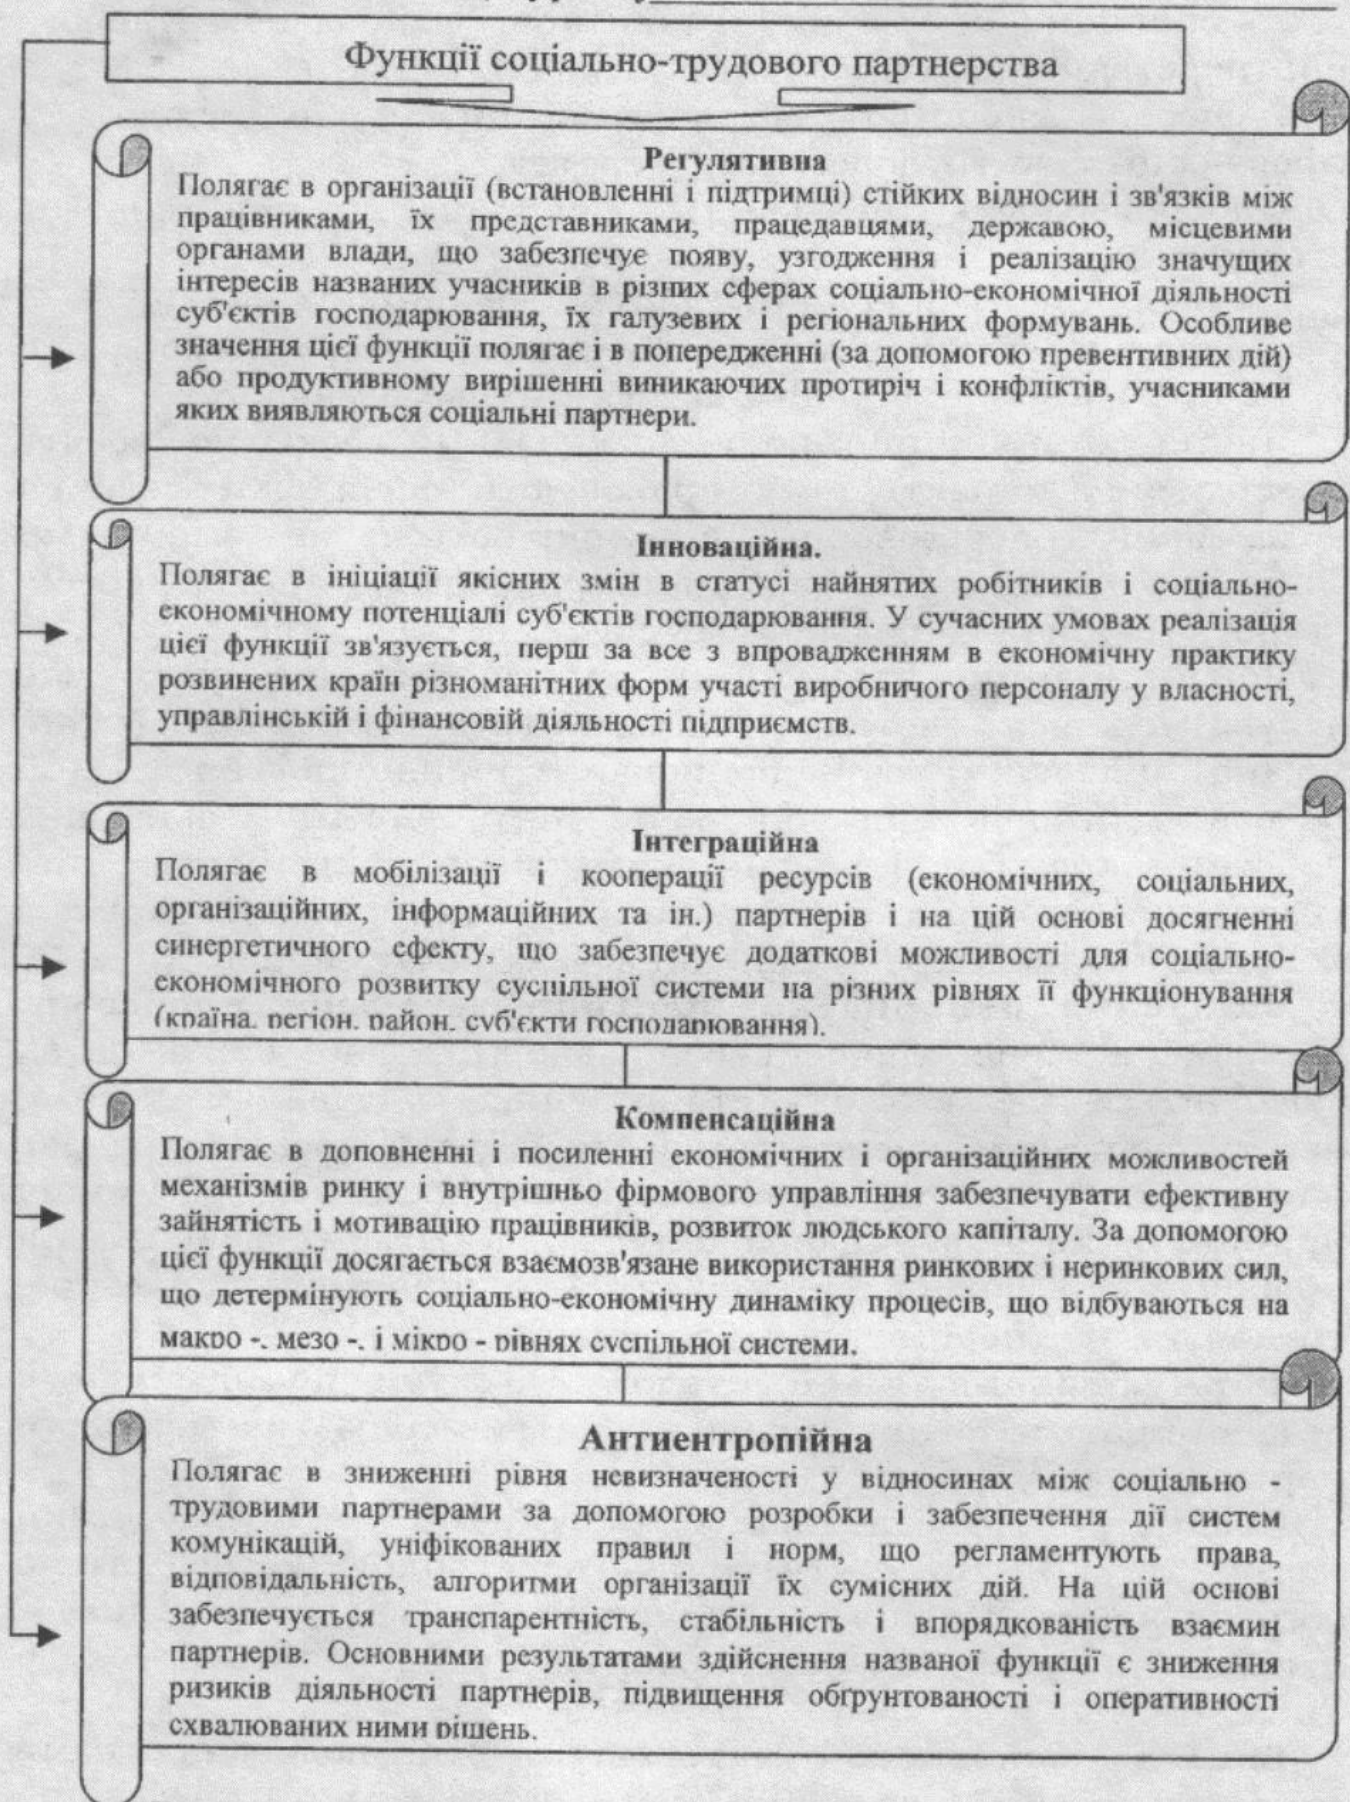 Функції соціально-трудового партнерства
Регулятивна
Полягає в організації (встановленні і підтримці) стійких відносин і зв'язків між
працівниками, їх представниками, працедавцями, державою, місцевими
органами влади, що забезпечує появу, узгодження і реалізацію значущих
інтересів названих учасників в різних сферах соціально-економічної діяльності
суб'єктів господарювання, їх галузевих і регіональних формувань. Особливе
значення цієї функції полягає і в попередженні (за допомогою превентивних дій)
або продуктивному вирішенні виникаючих протиріч і конфліктів, учасниками
яких виявляються соціальні партнери.
Інноваційна.
Полягає в ініціації якісних змін в статусі найнятих робітників і соціально-
економічному потенціалі суб'єктів господарювання. У сучасних умовах реалізація
цієї функції зв'язується, перш за все з впровадженням в економічну практику
розвинених країн різноманітних форм участі виробничого персоналу у власності,
управлінській і фінансовій діяльності підприємств.
Інтеграційна
Полягає в мобілізації і кооперації ресурсів (економічних, соціальних,
організаційних, інформаційних та ін.) партнерів і на цій основі досягненні
синергетичного ефекту, що забезпечує додаткові можливості для соціально-
економічного розвитку суспільної системи на різних рівнях її функціонування
(країна, регіон, район, суб'єкти господарювання).
Компенсаційна
Полягає в доповненні і посиленні економічних і організаційних можливостей
механізмів ринку і внутрішньо фірмового управління забезпечувати ефективну
зайнятість і мотивацію працівників, розвиток людського капіталу. За допомогою
цієї функції досягається взаємозв'язане використання ринкових і неринкових сил,
що детермінують соціально-економічну динаміку процесів, що відбуваються на
макро -, мезо -, і мікро - рівнях суспільної системи.
Антиентропійна
Полягає в зниженні рівня невизначеності у відносинах між соціально -
трудовими партнерами за допомогою розробки і забезпечення дії систем
комунікацій, уніфікованих правил і норм, що регламентують права,
відповідальність, алгоритми організації їх сумісних дій. На цій основі
забезпечується транспарентність, стабільність і впорядкованість взаємин
партнерів. Основними результатами здійснення названої функції є зниження
ризиків діяльності партнерів, підвищення обґрунтованості і оперативності
схвалюваних ними рішень.